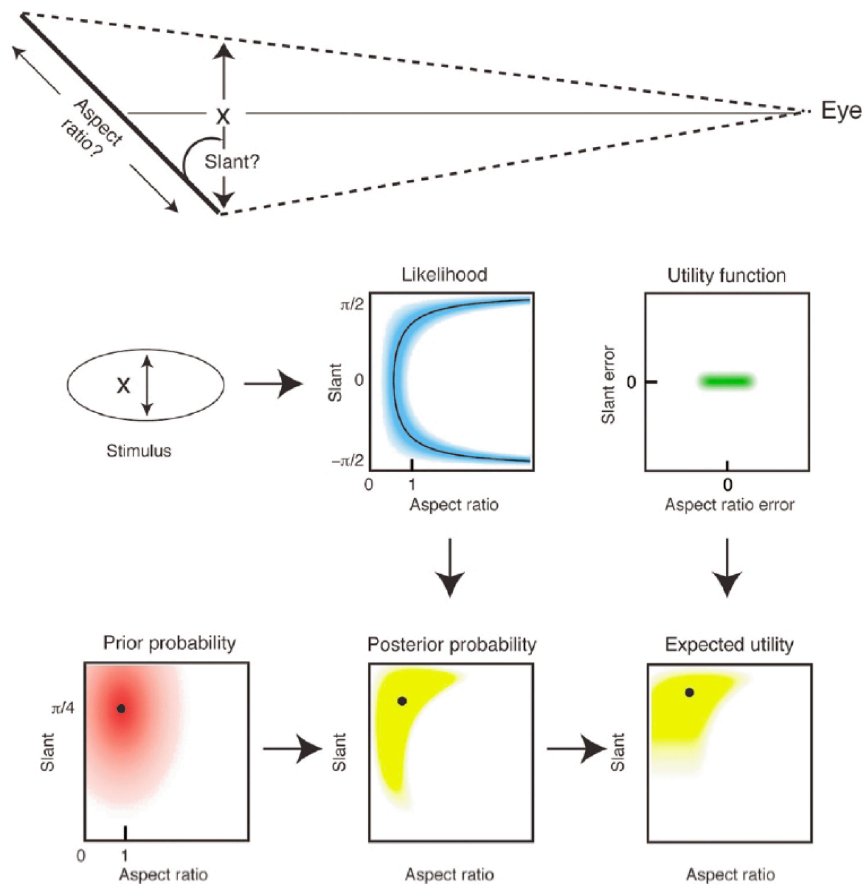 Eye
X
Aspect
ratio?
Slant?
Likelihood
Utility function
π/2
Slant
0
−π/2
0
1
Aspect ratio
X
Stimulus
Slant error
0
0
Aspect ratio error
Prior probability
Posterior probability
Expected utility
π/4
Slant
0
1
Aspect ratio
Slant
Aspect ratio
Slant
Aspect ratio